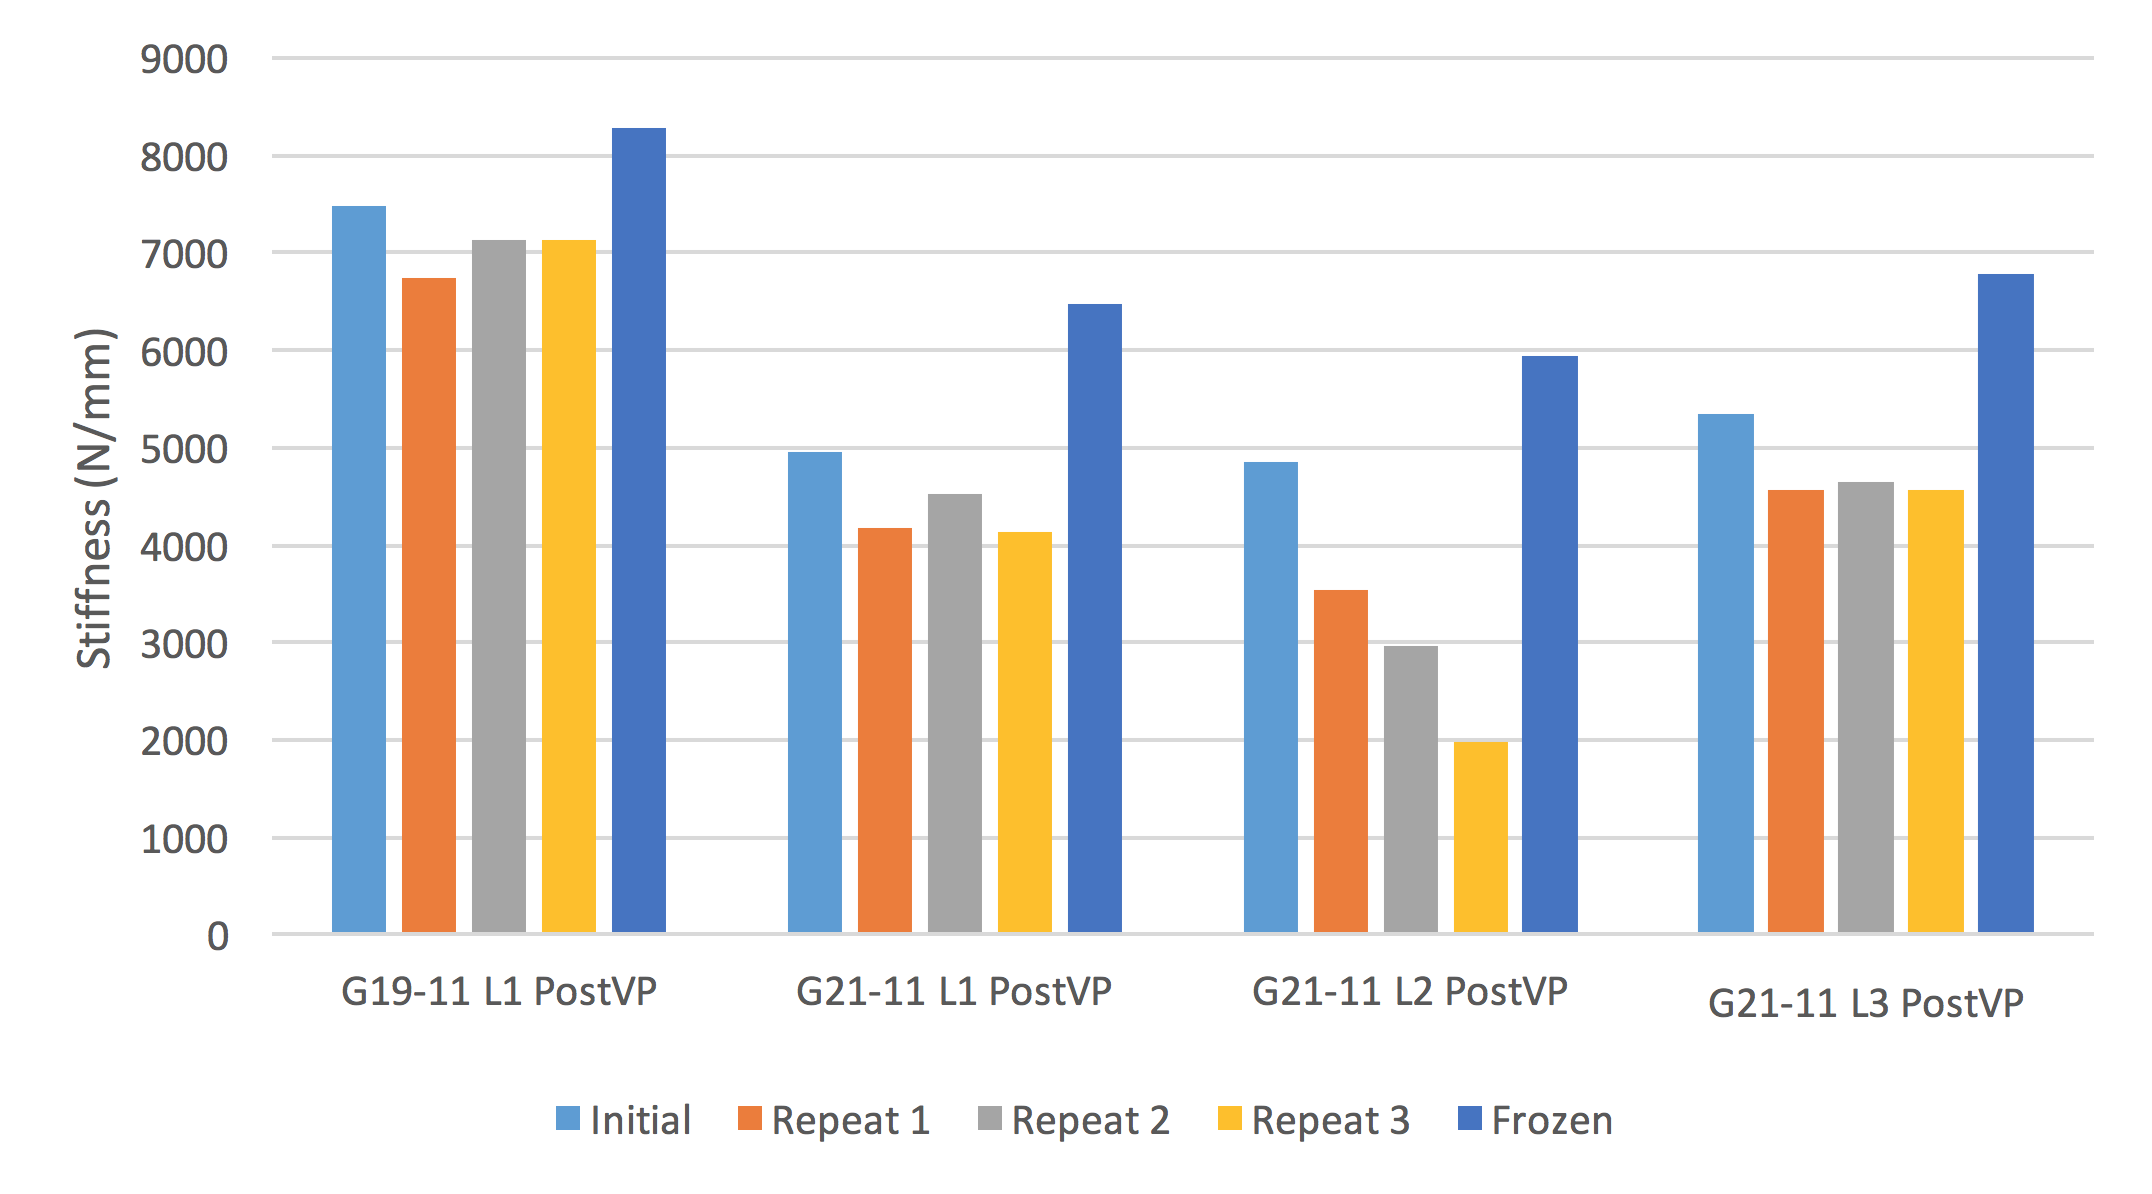 9000
8000
7000
6000
5000
4000
3000
2000
1000
0
Stiffness (N/mm)
G19-11 L1 PostVP
G21-11 L1 PostVP
G21-11 L2 PostVP
G21-11 L3 PostVP
Initial
Repeat 1
Repeat 2
Repeat 3
Frozen